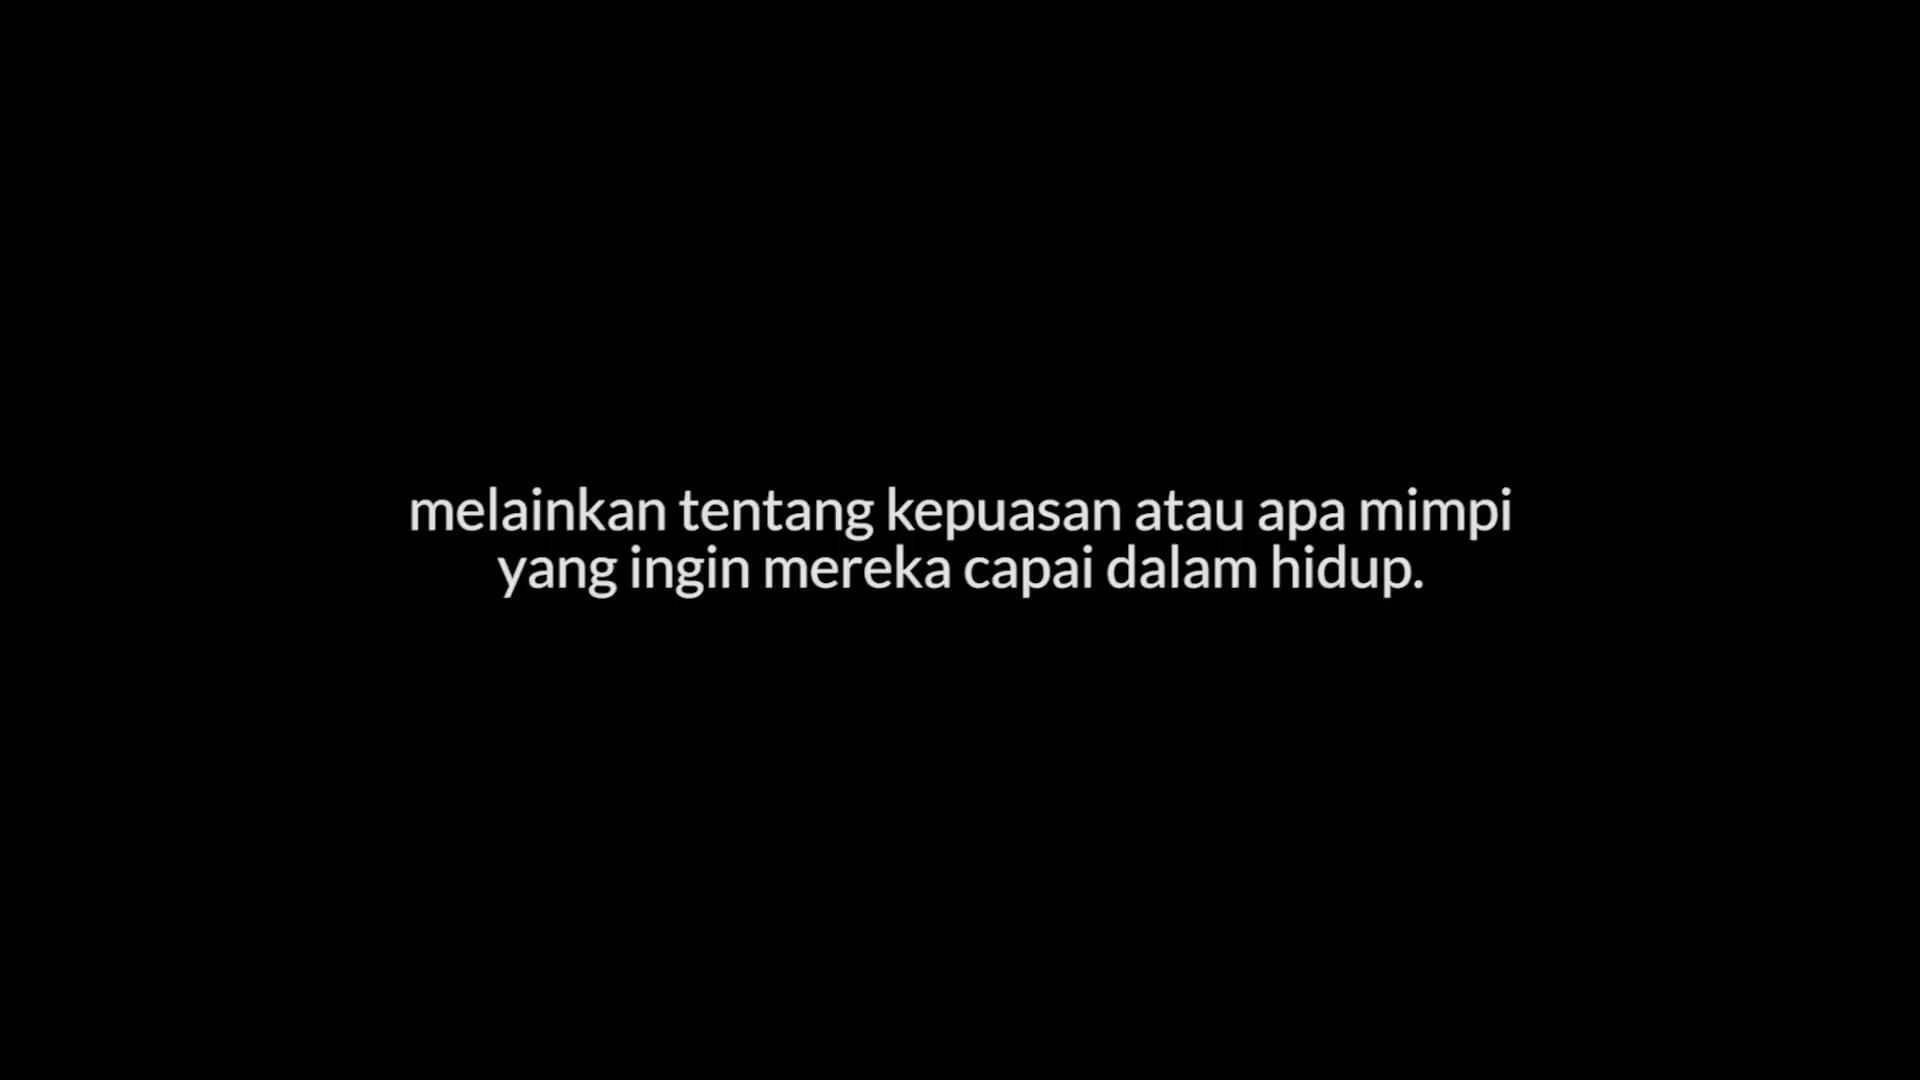 melainkan tentang kepuasan atau apa mimpi
yang ingin mereka capai dalam hidup.